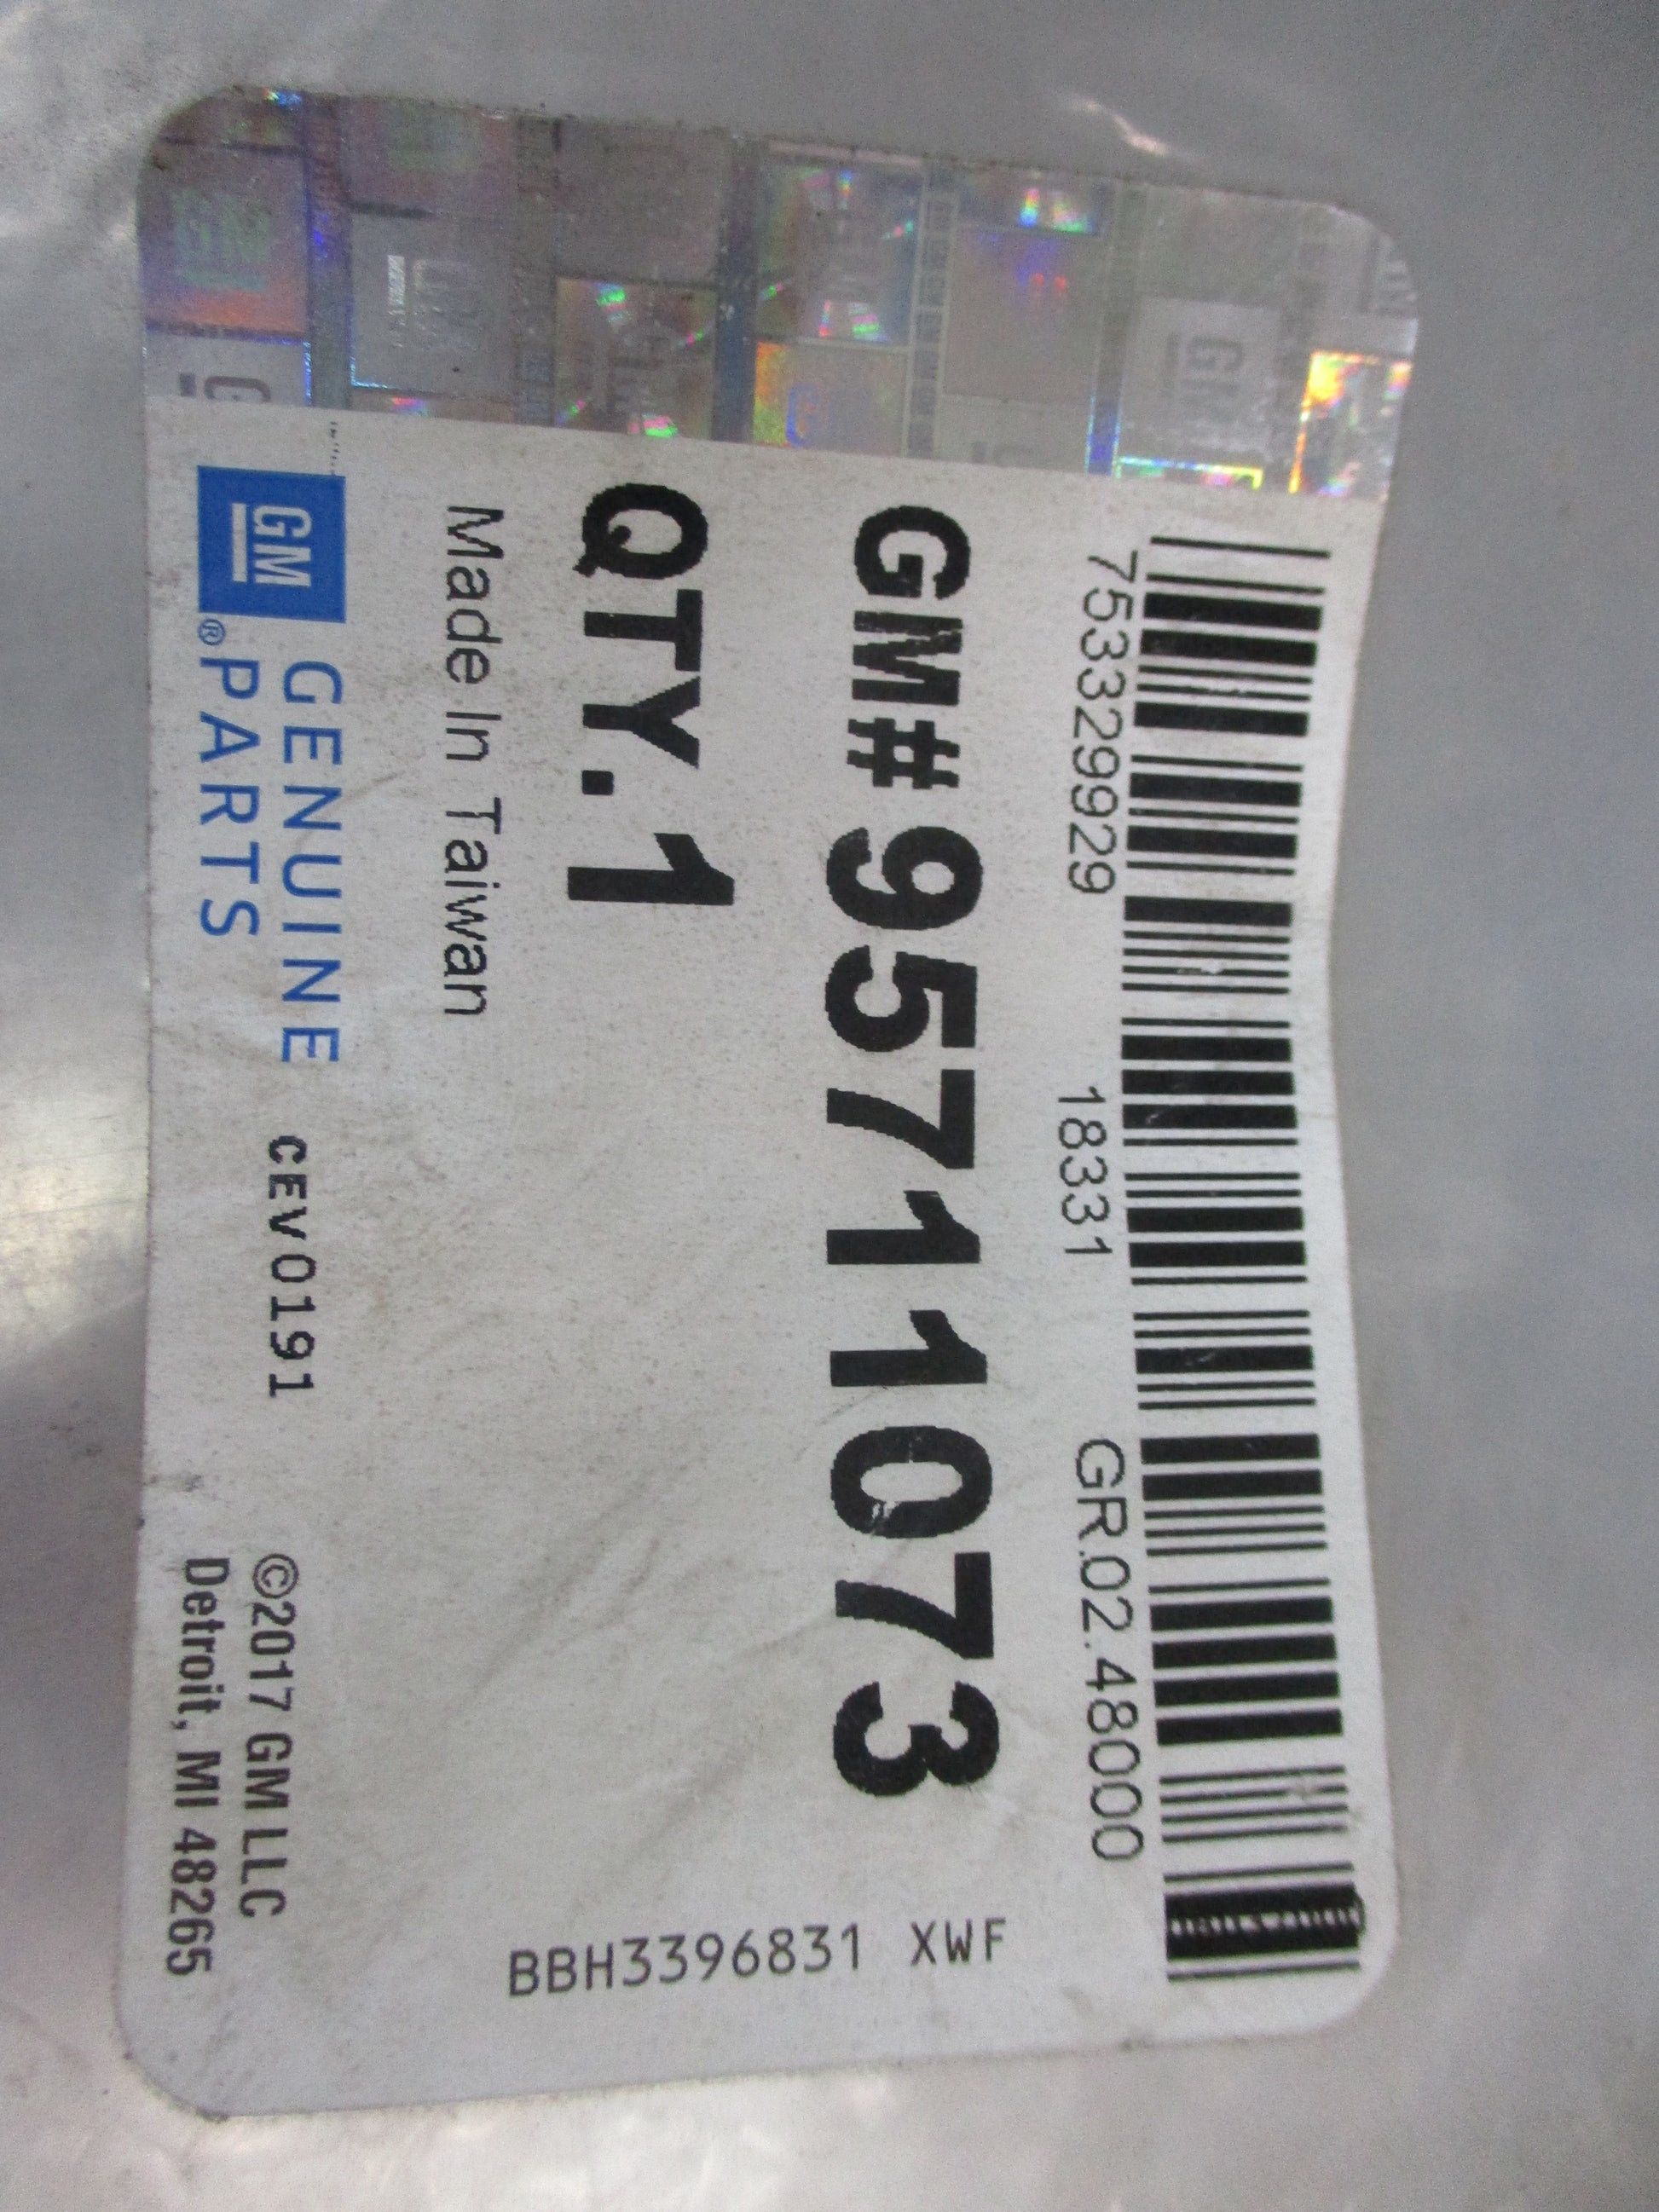 753329929 18331 GR.02.48000
GM# 95711073
QTY.1
Made In Taiwan
BBH3396831 XWF
GM® GENUINE
PARTS
CEV0191
©2017 GM LLC
Detroit, MI 48265